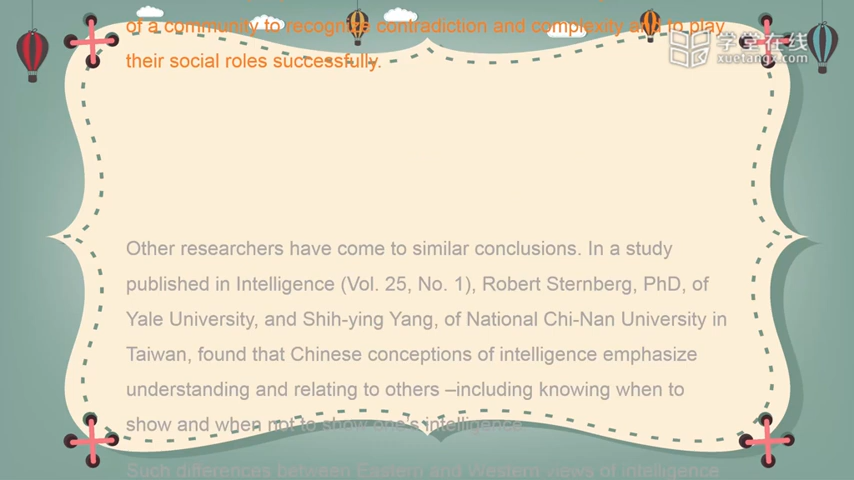 of a community to recognize contradiction and complexity and to play
their social roles successfully.
学堂在线
xuetangx.com
Other researchers have come to similar conclusions. In a study
published in Intelligence (Vol. 25, No. 1), Robert Sternberg, PhD, of
Yale University, and Shih-ying Yang, of National Chi-Nan University in
Taiwan, found that Chinese conceptions of intelligence emphasize
understanding and relating to others –including knowing when to
show and when not to show one's intelligence.
Such differences between Eastern and Western views of intelligence